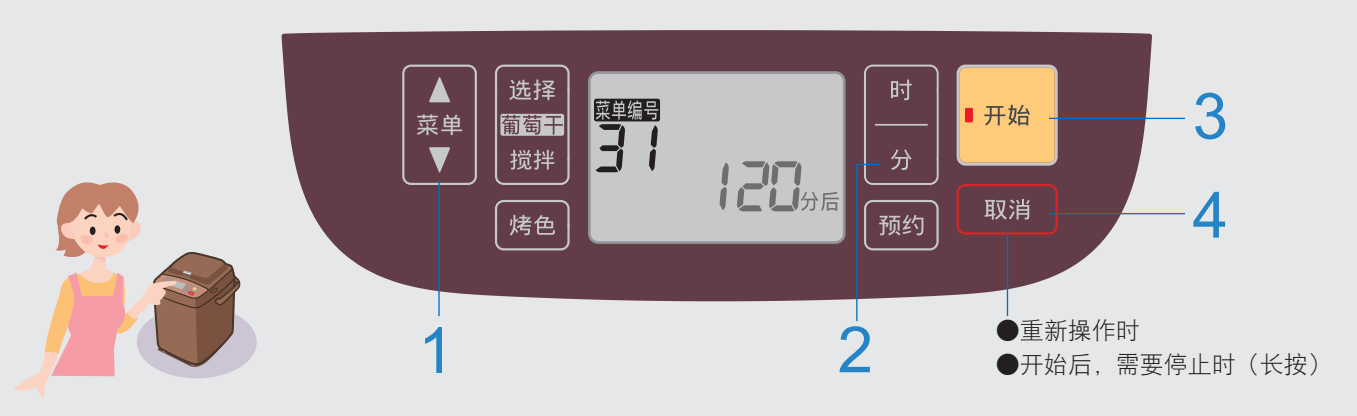 ▲
菜单
▼
选择
葡萄干
搅拌
烤色
菜单编号
31
120分后
时
分
预约
开始
取消
1
2
3
4
●重新操作时
●开始后，需要停止时（长按）